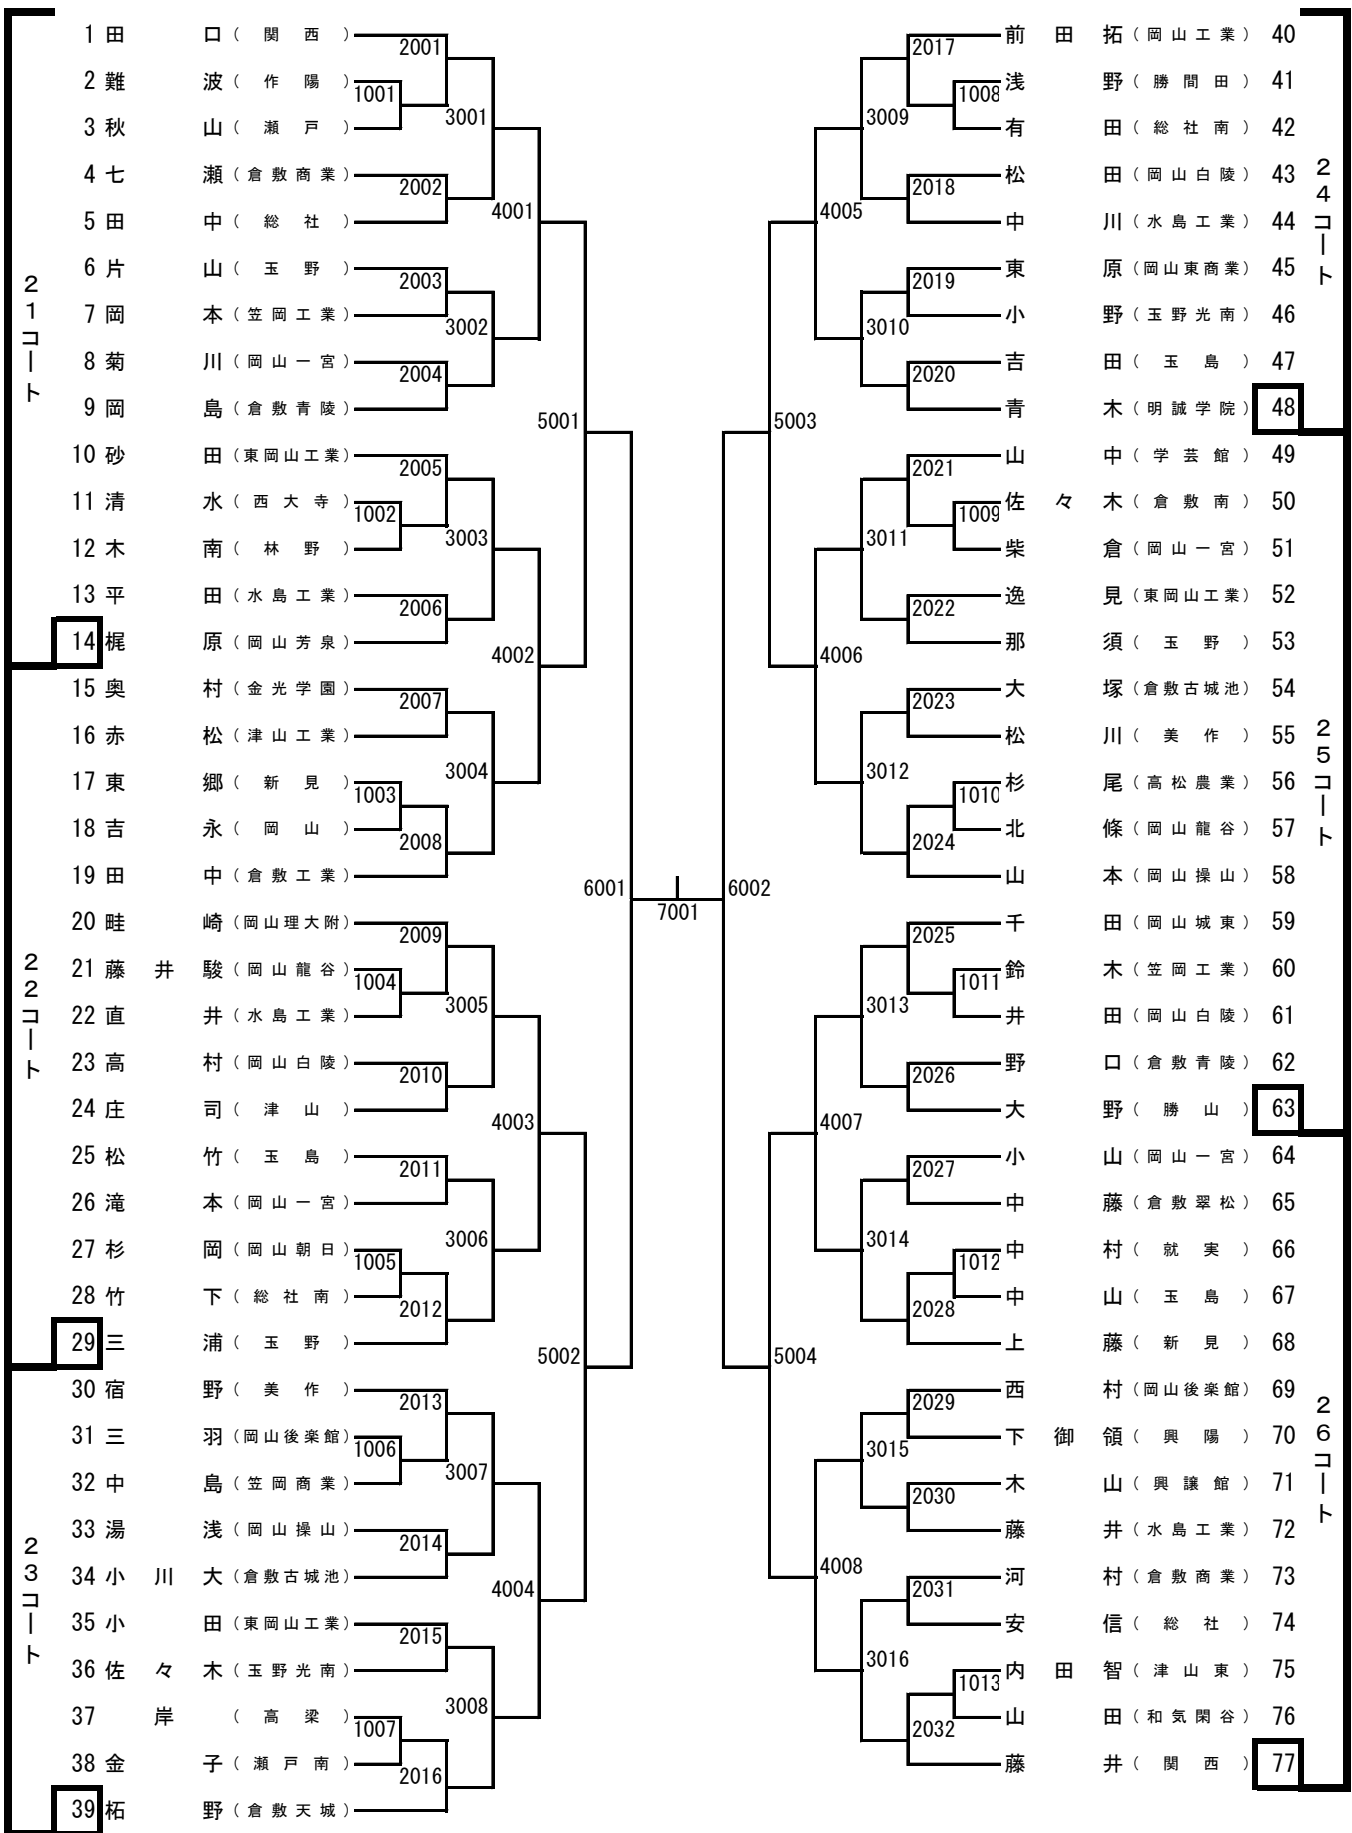 1 田口（関西）
2 難波（作陽）
3 秋山（瀬戸）
4 七瀬（倉敷商業）
5 田中（総社）
6 片山（玉野）
7 岡本（笠岡工業）
8 菊川（岡山一宮）
9 岡島（倉敷青陵）
10 砂田（東岡山工業）
11 清水（西大寺）
12 木南（林野）
13 平田（水島工業）
14 梶原（岡山芳泉）
15 奥村（金光学園）
16 赤松（津山工業）
17 東郷（新見）
18 吉永（岡山）
19 田中（倉敷工業）
20 畦崎（岡山理大附）
21 藤井駿（岡山龍谷）
22 直井（水島工業）
23 高村（岡山白陵）
24 庄司（津山）
25 松竹（玉島）
26 滝本（岡山一宮）
27 杉岡（岡山朝日）
28 竹下（総社南）
29 三浦（玉野）
30 宿野（美作）
31 三羽（岡山後楽館）
32 中島（笠岡商業）
33 湯浅（岡山操山）
34 小川大（倉敷古城池）
35 小田（東岡山工業）
36 佐々木（玉野光南）
37 岸（高梁）
38 金子（瀬戸南）
39 柘野（倉敷天城）
21コート
22コート
23コート
1001
1002
1003
1004
1005
1006
1007
2001
2002
2003
2004
2005
2006
2007
2008
2009
2010
2011
2012
2013
2014
2015
2016
3001
3002
3003
3004
3005
3006
3007
3008
4001
4002
4003
4004
5001
5002
6001
7001
6002
5003
5004
4005
4006
4007
4008
3009
3010
3011
3012
3013
3014
3015
3016
2017
2018
2019
2020
2021
2022
2023
2024
2025
2026
2027
2028
2029
2030
2031
2032
1008
1009
1010
1011
1012
1013
前田拓（岡山工業） 40
浅野（勝間田） 41
有田（総社南） 42
松田（岡山白陵） 43
中川（水島工業） 44
東原（岡山東商業） 45
小野（玉野光南） 46
吉田（玉島） 47
青木（明誠学院） 48
山中（学芸館） 49
佐々木（倉敷南） 50
柴倉（岡山一宮） 51
逸見（東岡山工業） 52
那須（玉野） 53
大塚（倉敷古城池） 54
松川（美作） 55
杉尾（高松農業） 56
北條（岡山龍谷） 57
山本（岡山操山） 58
千田（岡山城東） 59
鈴木（笠岡工業） 60
井田（岡山白陵） 61
野口（倉敷青陵） 62
大野（勝山） 63
小山（岡山一宮） 64
中藤（倉敷翠松） 65
中村（就実） 66
中山（玉島） 67
上藤（新見） 68
西村（岡山後楽館） 69
下御領（興陽） 70
木山（興譲館） 71
藤井（水島工業） 72
河村（倉敷商業） 73
安信（総社） 74
内田智（津山東） 75
山田（和気閑谷） 76
藤井（関西） 77
24コート
25コート
26コート